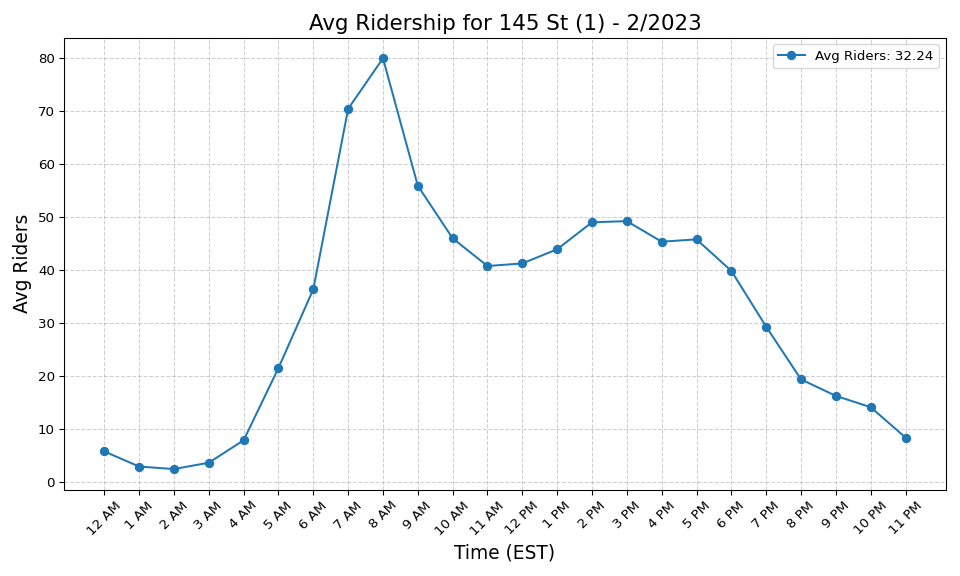 Avg Ridership for 145 St (1) - 2/2023
Avg Riders: 32.24
Avg Riders
80
70
60
50
40
30
20
10
0
12 AM
1 AM
2 AM
3 AM
4 AM
5 AM
6 AM
7 AM
8 AM
9 AM
10 AM
11 AM
12 PM
1 PM
2 PM
3 PM
4 PM
5 PM
6 PM
7 PM
8 PM
9 PM
10 PM
11 PM
Time (EST)